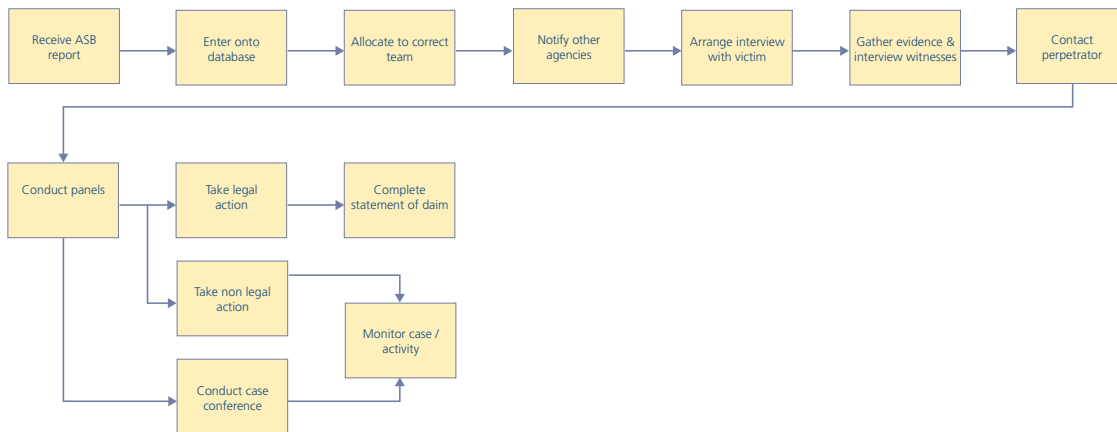 Receive ASB
report
Enter onto
database
Allocate to correct
team
Notify other
agencies
Arrange interview
with victim
Gather evidence &
interview witnesses
Contact
perpetrator
Conduct panels
Take legal
action
Complete
statement of daim
Take non legal
action
Monitor case /
activity
Conduct case
conference